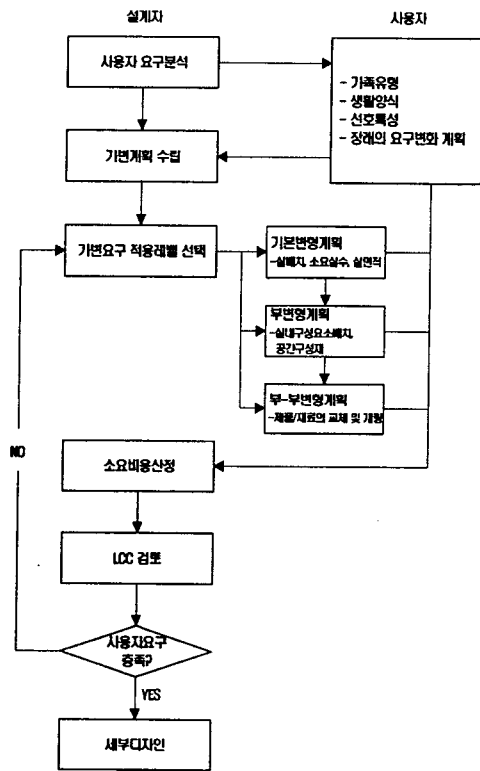 설계자
사용자
사용자 요구분석
- 가족유형
- 생활양식
- 선호특성
- 장래의 요구변화 계획
가변계획 수립
가변요구 적용레벨 선택
기본변형계획
-실배치, 소요실수, 실면적
부변형계획
-실내구성요소배치,
공간구성재
부-부변형계획
-제품/재료의 교체 및 개량
NO
소요비용산정
LCC 검토
사용자요구
충족?
YES
세부디자인